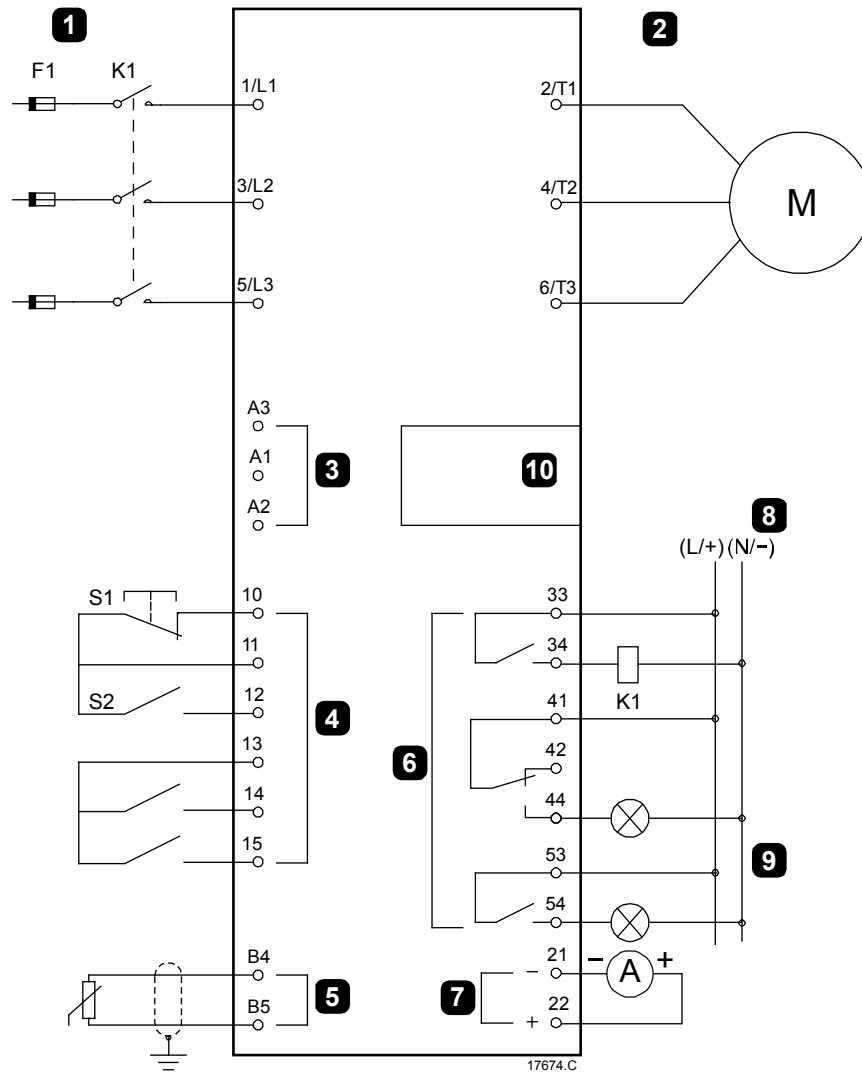 1
2
F1
K1
1/L1
2/T1
3/L2
4/T2
M
5/L3
6/T3
A3
A1
3
10
A2
8
(L/+)
(N/−)
S1
10
33
11
34
S2
12
K1
4
41
13
6
42
14
44
15
53
9
54
B4
21
−
−
A
+
5
7
B5
22
+
17674.C